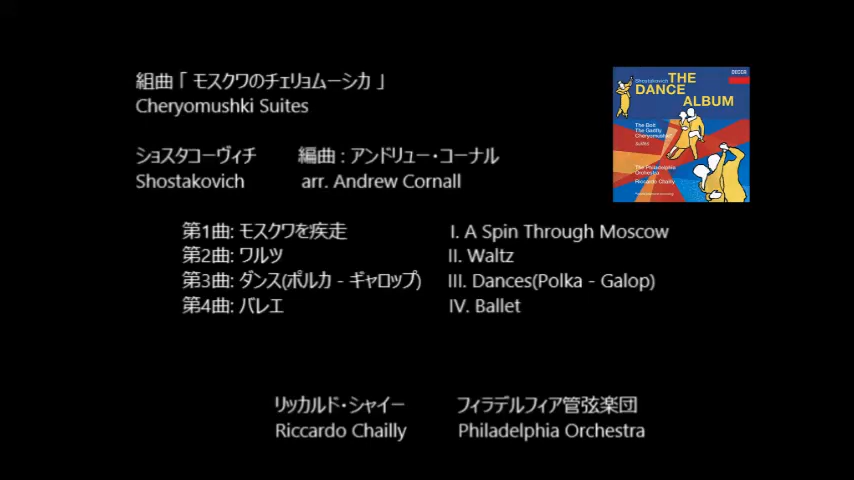 組曲「 モスクワのチェリョムーシカ 」
Cheryomushki Suites
DECCA
Shostakovich THE
DANCE
ALBUM
The Bolt
The Gadfly
Cheryomushki
suites
The Philadelphia
Orchestra
Riccardo Chailly
ショスタコーヴィチ 編曲 : アンドリュー・コーナル
Shostakovich arr. Andrew Cornall
第1曲: モスクワを疾走 I. A Spin Through Moscow
第2曲: ワルツ II. Waltz
第3曲: ダンス(ポルカ - ギャロップ) III. Dances(Polka - Galop)
第4曲: バレエ IV. Ballet
リッカルド・シャイー フィラデルフィア管弦楽団
Riccardo Chailly Philadelphia Orchestra